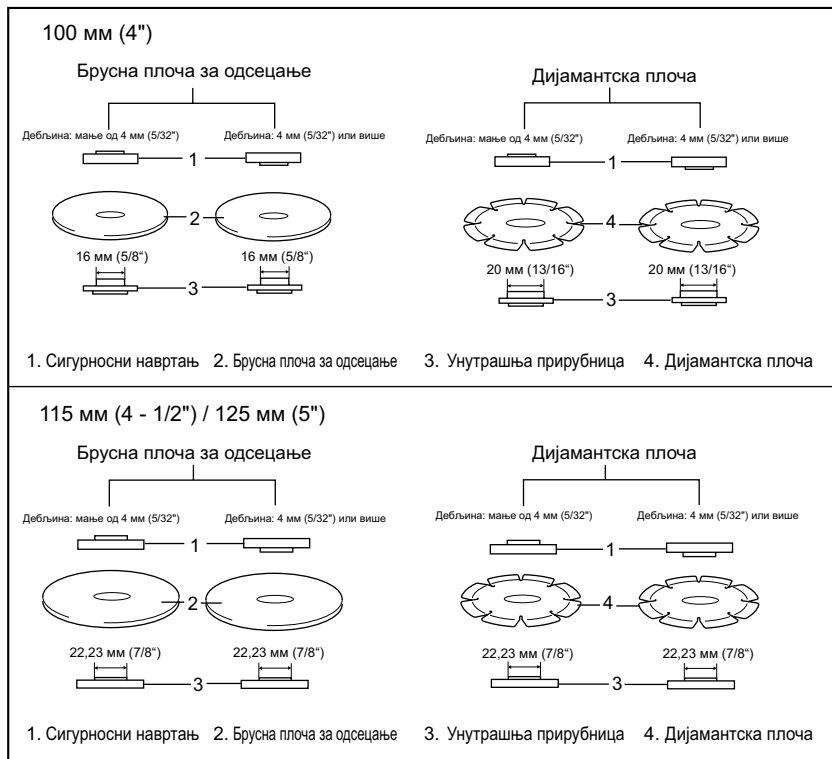 100 мм (4")
Брусна плоча за одсецање
Дијамантска плоча
Дебљина: мање од 4 мм (5/32")
Дебљина: 4 мм (5/32") или више
Дебљина: мање од 4 мм (5/32")
Дебљина: 4 мм (5/32") или више
1
1
2
4
16 мм (5/8“)
16 мм (5/8“)
20 мм (13/16“)
20 мм (13/16“)
3
3
1. Сигурносни навртањ 2. Брусна плоча за одсецање 3. Унутрашња прирубница 4. Дијамантска плоча
115 мм (4 - 1/2") / 125 мм (5")
Брусна плоча за одсецање
Дијамантска плоча
Дебљина: мање од 4 мм (5/32")
Дебљина: 4 мм (5/32") или више
Дебљина: мање од 4 мм (5/32")
Дебљина: 4 мм (5/32") или више
1
1
2
4
22,23 мм (7/8“)
22,23 мм (7/8“)
22,23 мм (7/8“)
22,23 мм (7/8“)
3
3
1. Сигурносни навртањ 2. Брусна плоча за одсецање 3. Унутрашња прирубница 4. Дијамантска плоча